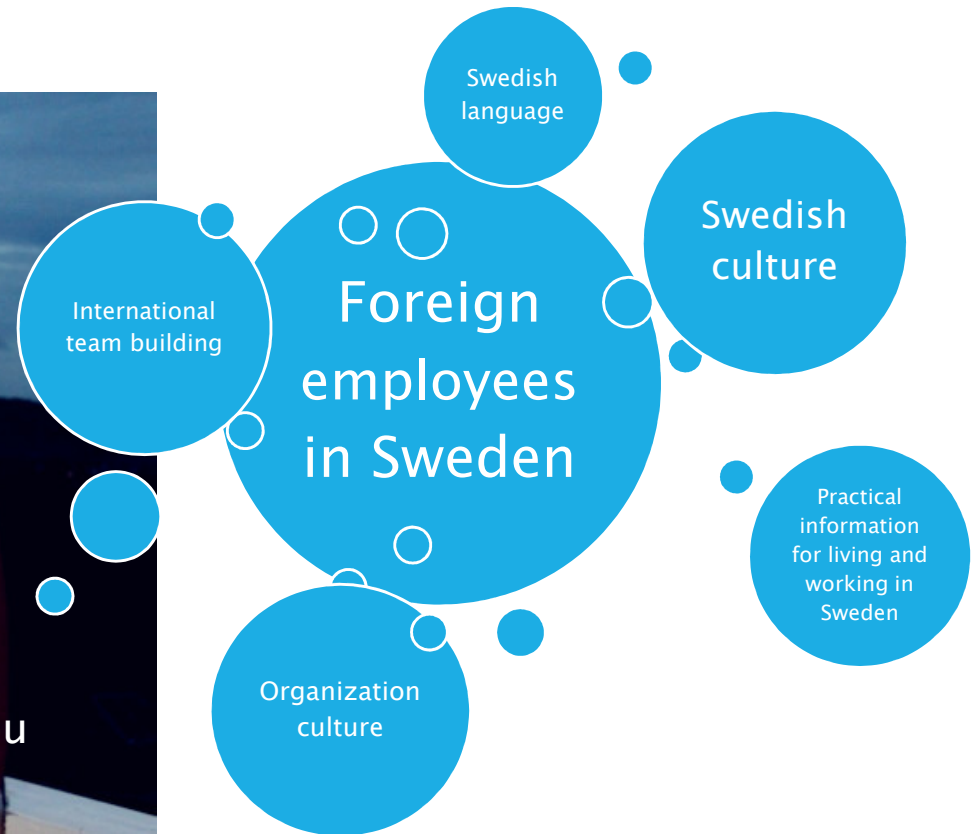 Swedish
language
Swedish
culture
International
team building
Foreign
employees
in Sweden
Practical
information
for living and
working in
Sweden
Organization
culture
u